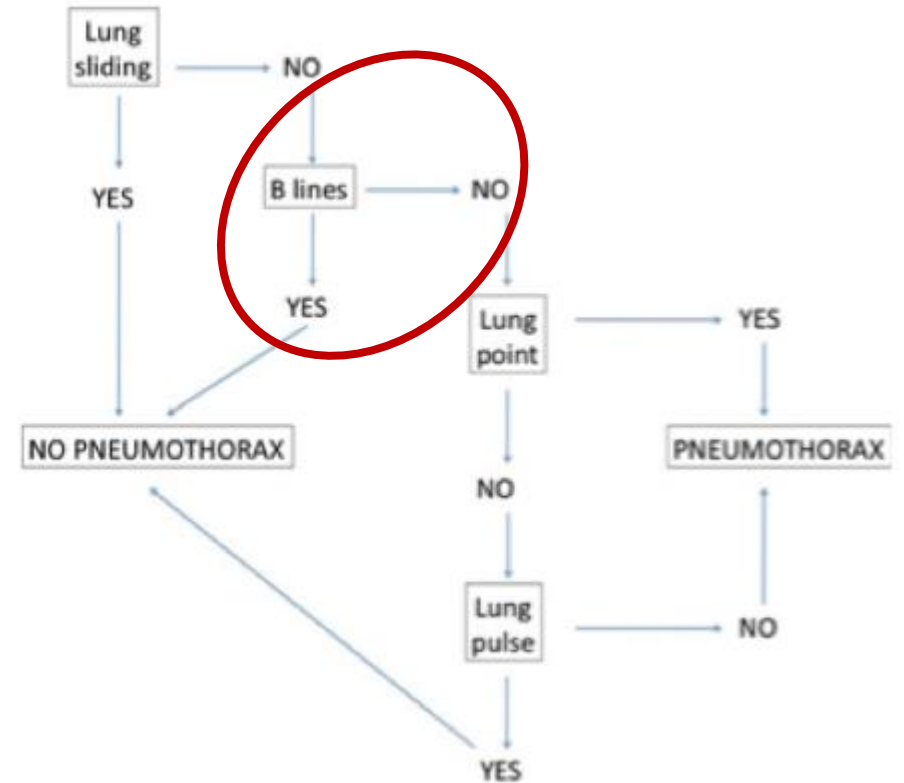 Lung
sliding
NO
YES
B lines
NO
YES
Lung
point
YES
NO PNEUMOTHORAX
PNEUMOTHORAX
NO
Lung
pulse
NO
YES